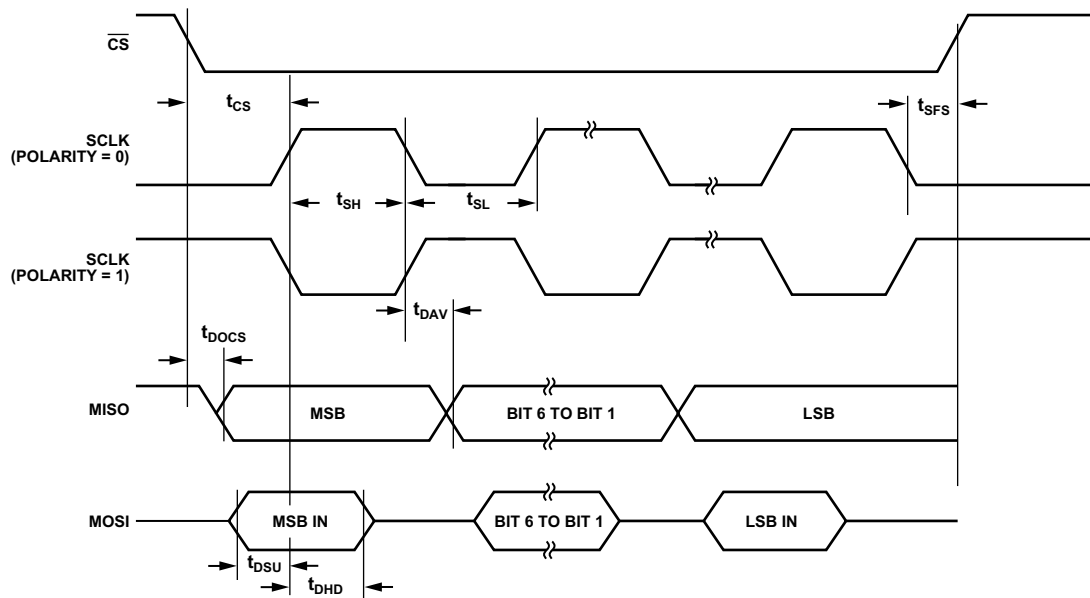 CS
tCS
tSFS
SCLK
(POLARITY = 0)
tSH
tSL
SCLK
(POLARITY = 1)
tDAV
tDOCS
MISO
MSB
BIT 6 TO BIT 1
LSB
MOSI
MSB IN
BIT 6 TO BIT 1
LSB IN
tDSU
tDHD